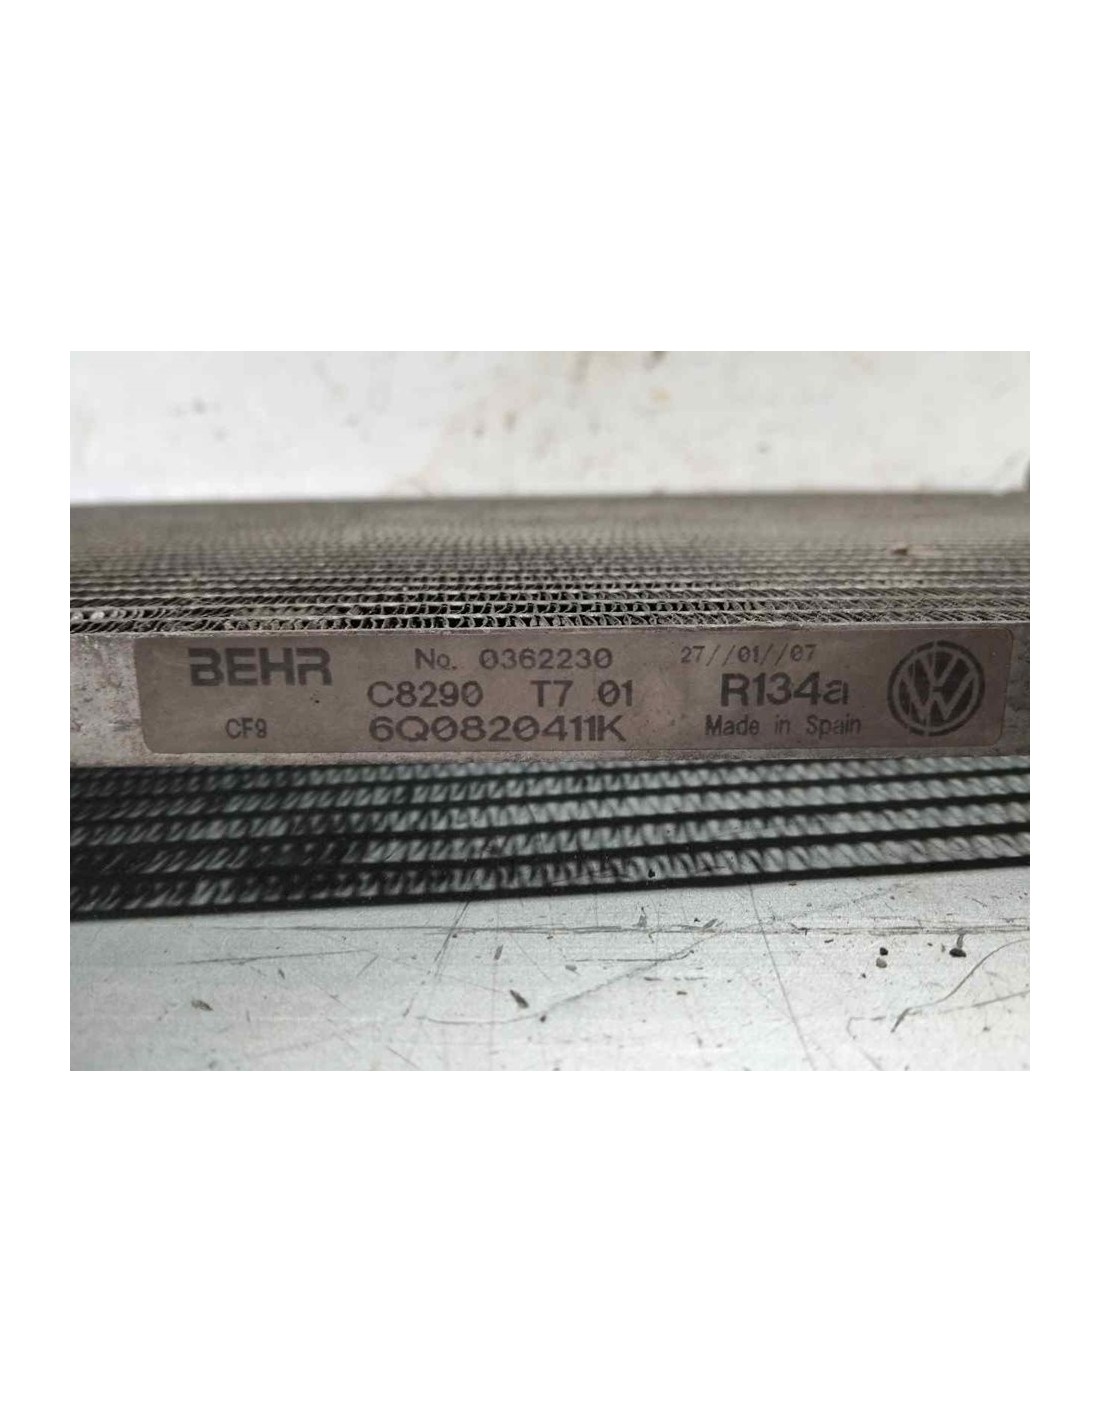 BEHR No. 0362230 27//01//07
C8290 T7 01 R134a
CF9 6Q0820411K Made in Spain